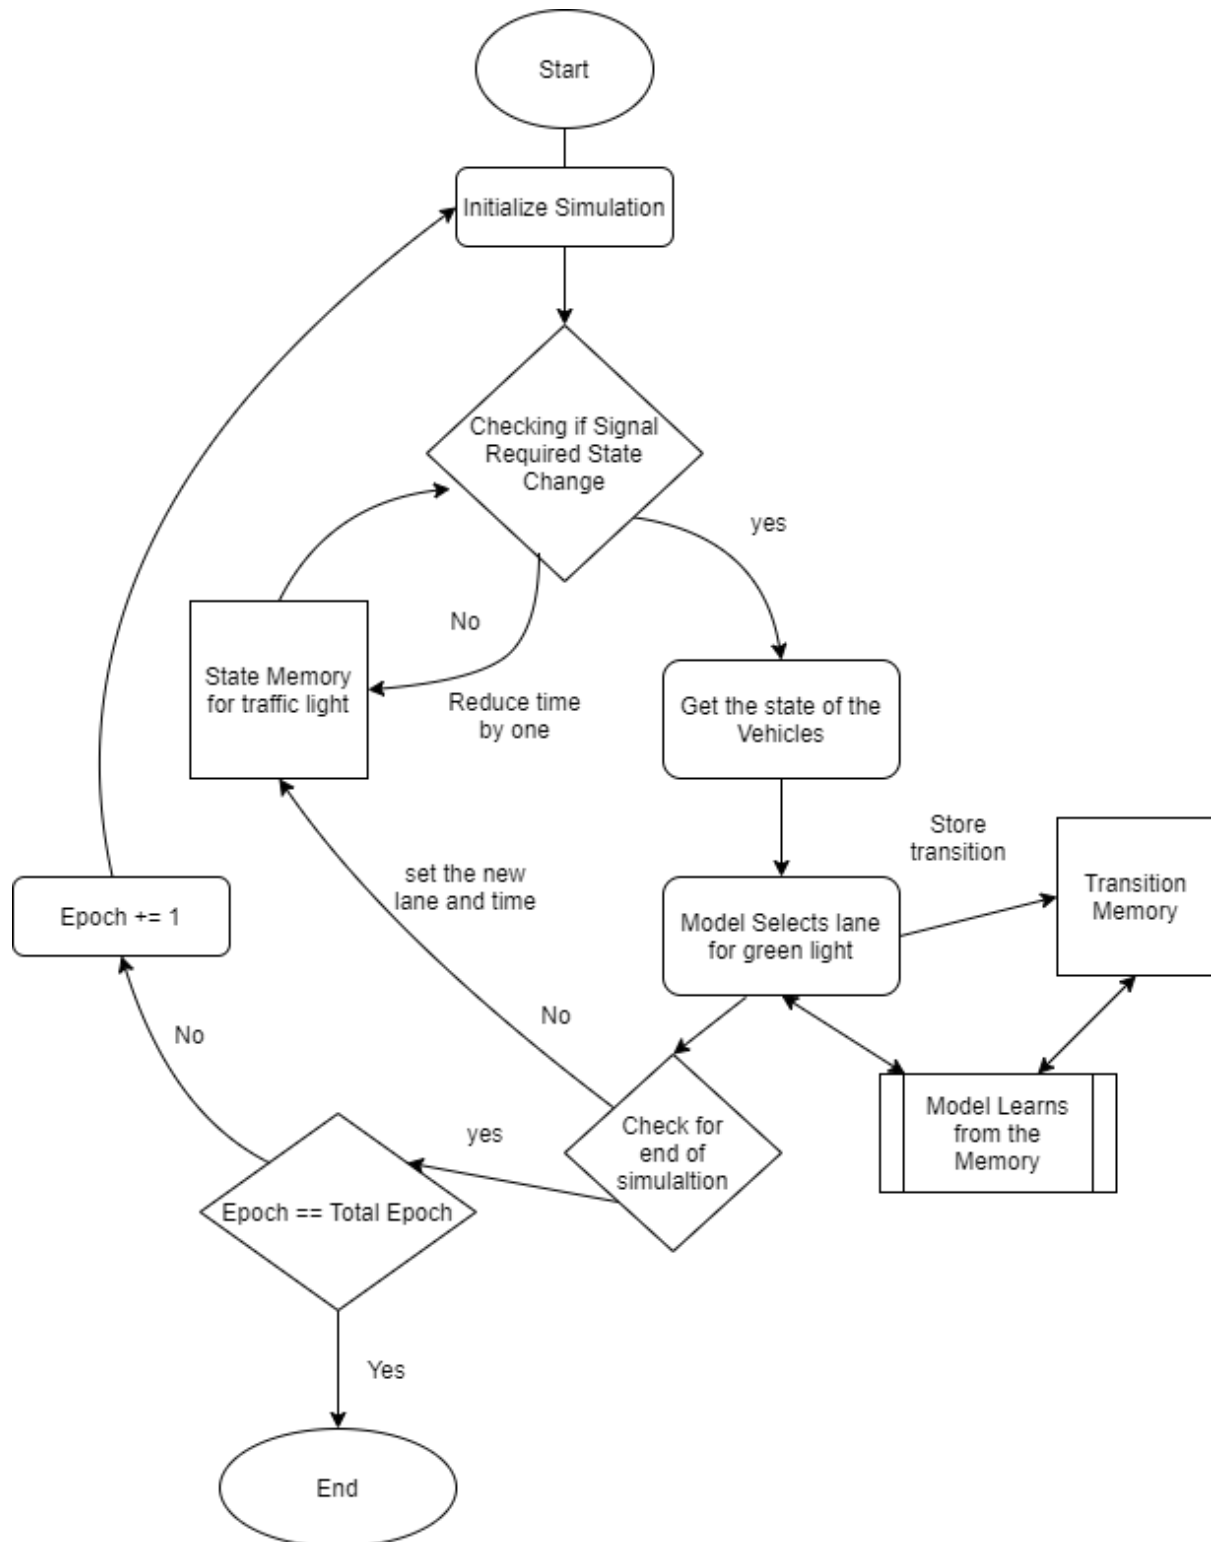 Start
Initialize Simulation
Checking if Signal
Required State
Change
yes
No
State Memory
for traffic light
Reduce time
by one
Get the state of the
Vehicles
Store
transition
set the new
lane and time
Transition
Memory
Epoch += 1
Model Selects lane
for green light
No
No
Model Learns
from the
Memory
Check for
end of
simulaltion
yes
Epoch == Total Epoch
Yes
End